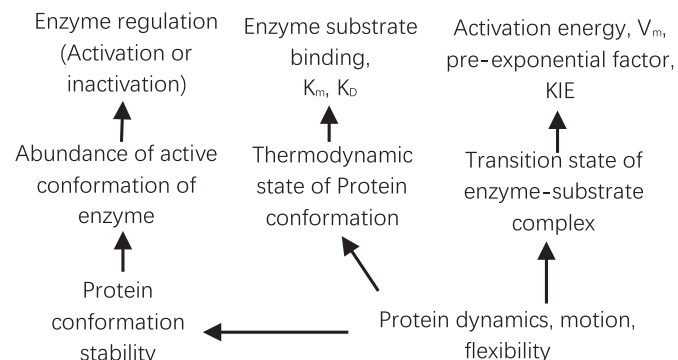 Enzyme regulation
(Activation or
inactivation)
Enzyme substrate
binding,
Kₘ, K_D
Activation energy, Vₘ,
pre-exponential factor,
KIE
Abundance of active
conformation of
enzyme
Thermodynamic
state of Protein
conformation
Transition state of
enzyme-substrate
complex
Protein
conformation
stability
Protein dynamics, motion,
flexibility